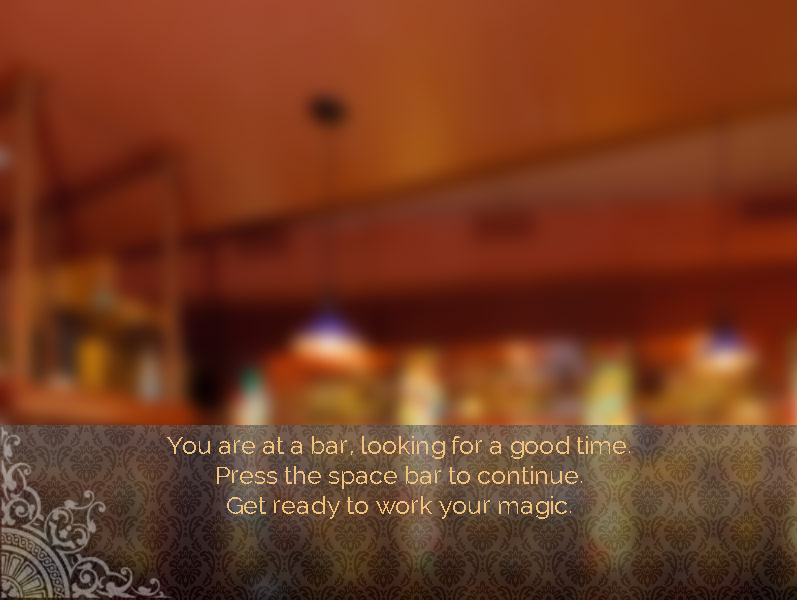 You are at a bar, looking for a good time.
Press the space bar to continue.
Get ready to work your magic.